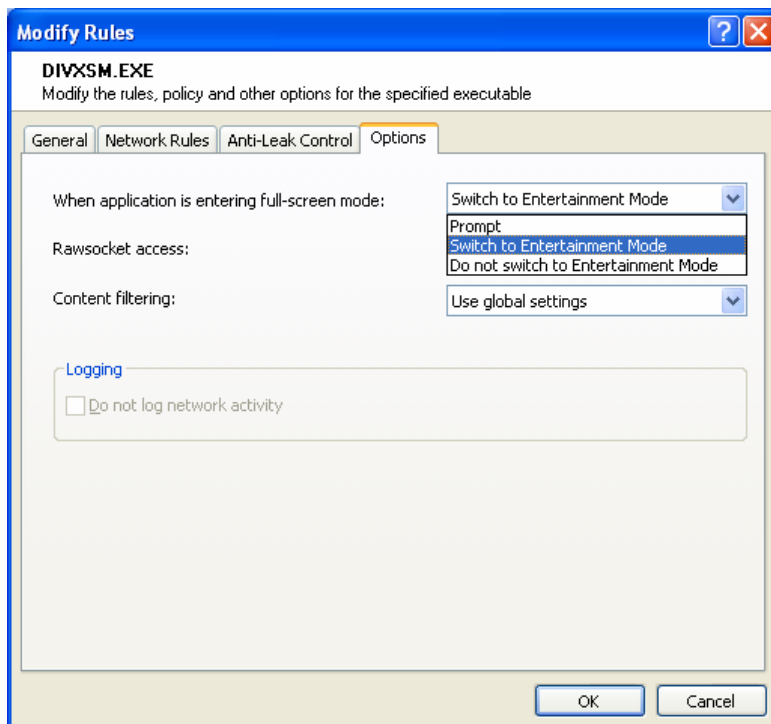 Modify Rules
DIVXSM.EXE
Modify the rules, policy and other options for the specified executable
General Network Rules Anti-Leak Control Options
When application is entering full-screen mode: Switch to Entertainment Mode
Prompt
Switch to Entertainment Mode
Rawsocket access:
Do not switch to Entertainment Mode
Content filtering: Use global settings
Logging
Do not log network activity
OK Cancel